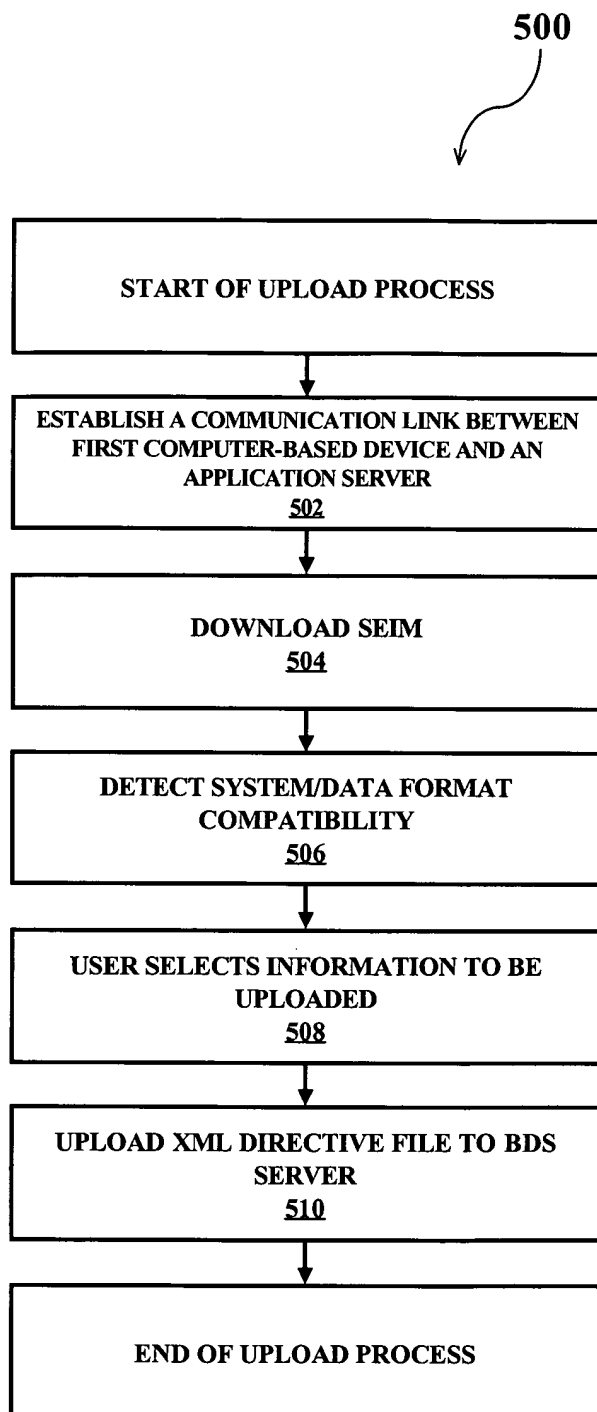 500
START OF UPLOAD PROCESS
ESTABLISH A COMMUNICATION LINK BETWEEN
FIRST COMPUTER-BASED DEVICE AND AN
APPLICATION SERVER
502
DOWNLOAD SEIM
504
DETECT SYSTEM/DATA FORMAT
COMPATIBILITY
506
USER SELECTS INFORMATION TO BE
UPLOADED
508
UPLOAD XML DIRECTIVE FILE TO BDS
SERVER
510
END OF UPLOAD PROCESS